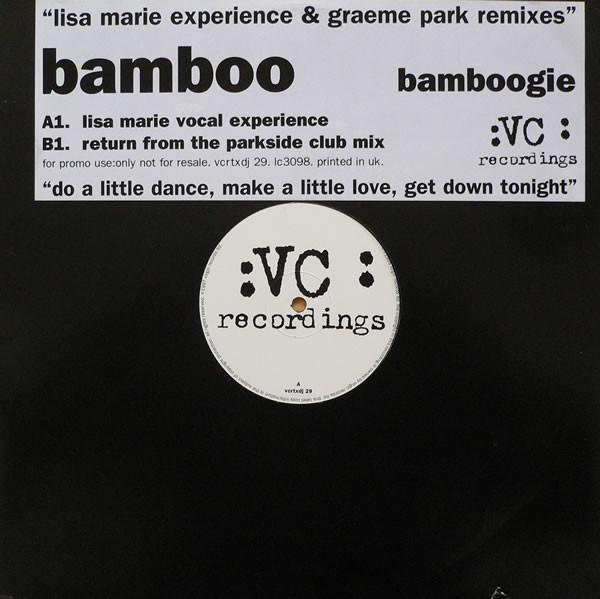 “lisa marie experience & graeme park remixes”
bamboo
bamboogie
A1. lisa marie vocal experience
B1. return from the parkside club mix
:VC :
recordings
for promo use:only not for resale. vcrtxdj 29. lc3098. printed in uk.
“do a little dance, make a little love, get down tonight”
:VC :
recordings
A
vcrtxdj 29